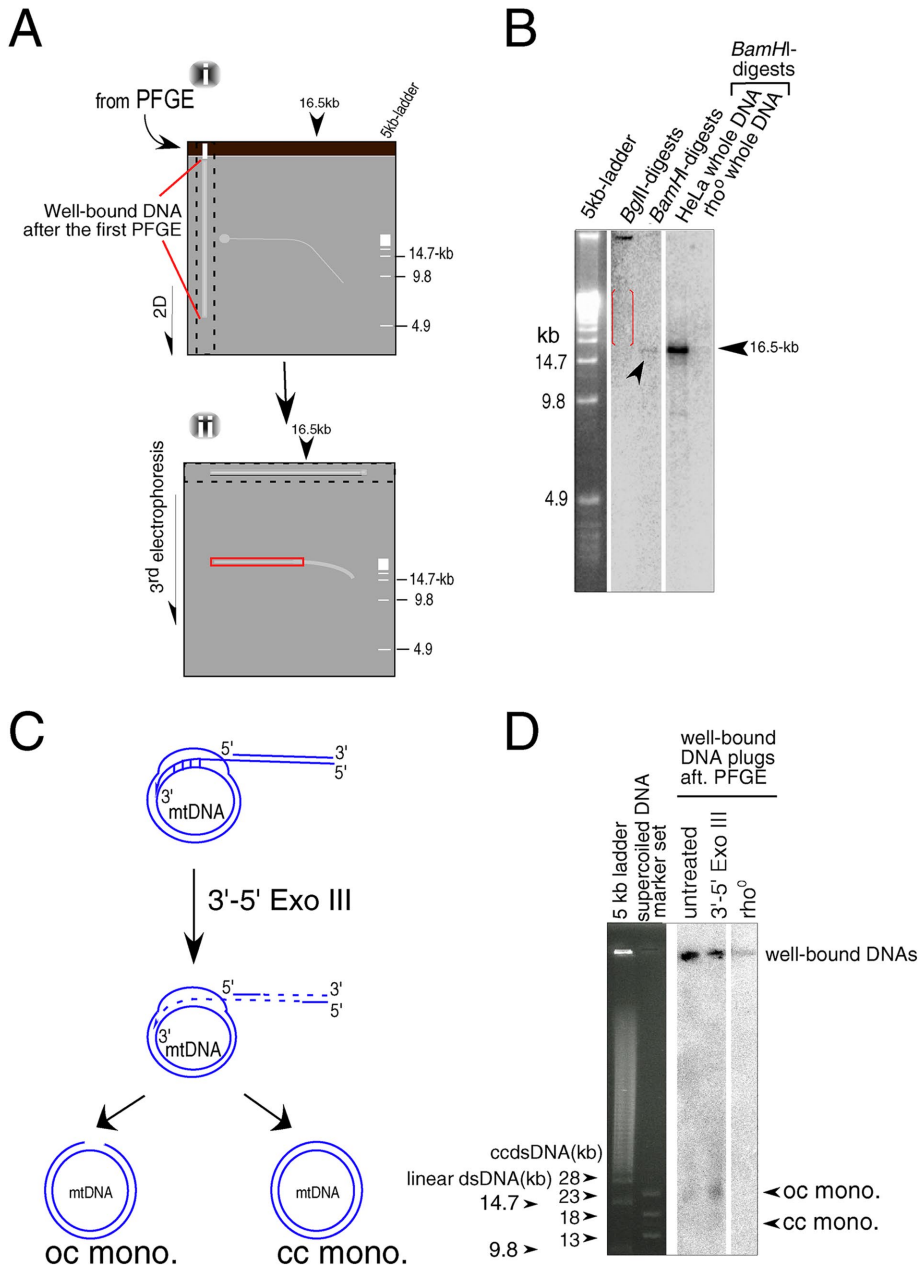 A
i
from PFGE
16.5kb
5kb-ladder
Well-bound DNA
after the first PFGE
14.7-kb
9.8
4.9
2D
ii
16.5kb
3rd electrophoresis
14.7-kb
9.8
4.9
B
BamHI-
digests
5kb-ladder
BglII-digests
BamHI-digests
HeLa whole DNA
rho0 whole DNA
kb
14.7
9.8
4.9
16.5-kb
C
5'
3'
5'
3'
mtDNA
3'-5' Exo III
5'
3'
5'
3'
mtDNA
mtDNA
mtDNA
oc mono.
cc mono.
D
well-bound
DNA plugs
aft. PFGE
5 kb ladder
supercoiled DNA
marker set
untreated
3'-5' Exo III
rho0
well-bound DNAs
ccdsDNA(kb)
linear dsDNA(kb)
28
23
14.7
18
13
9.8
oc mono.
cc mono.